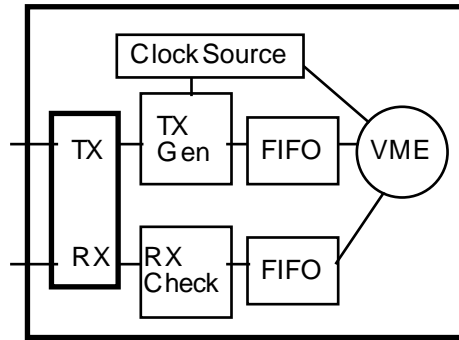 Clock Source
TX
TX
Gen
FIFO
VME
RX
RX
Check
FIFO